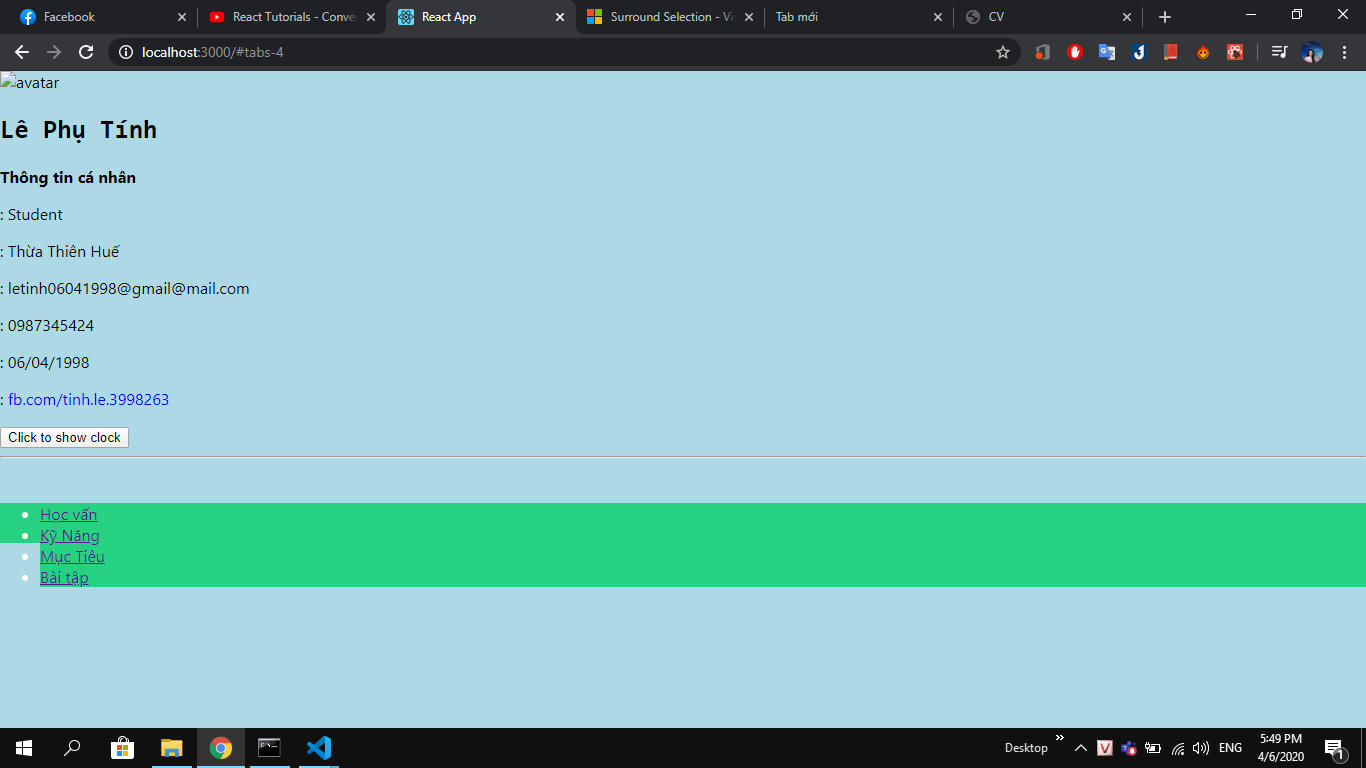 Facebook
React Tutorials - Conver
React App
Surround Selection - Vis
Tab mới
CV
localhost:3000/#tabs-4
avatar
Lê Phụ Tính
Thông tin cá nhân
: Student
: Thừa Thiên Huế
: letinh06041998@gmail@mail.com
: 0987345424
: 06/04/1998
: fb.com/tinh.le.3998263
Click to show clock
Học vấn
Kỹ Năng
Mục Tiêu
Bài tập
Desktop
ENG
5:49 PM
4/6/2020
1